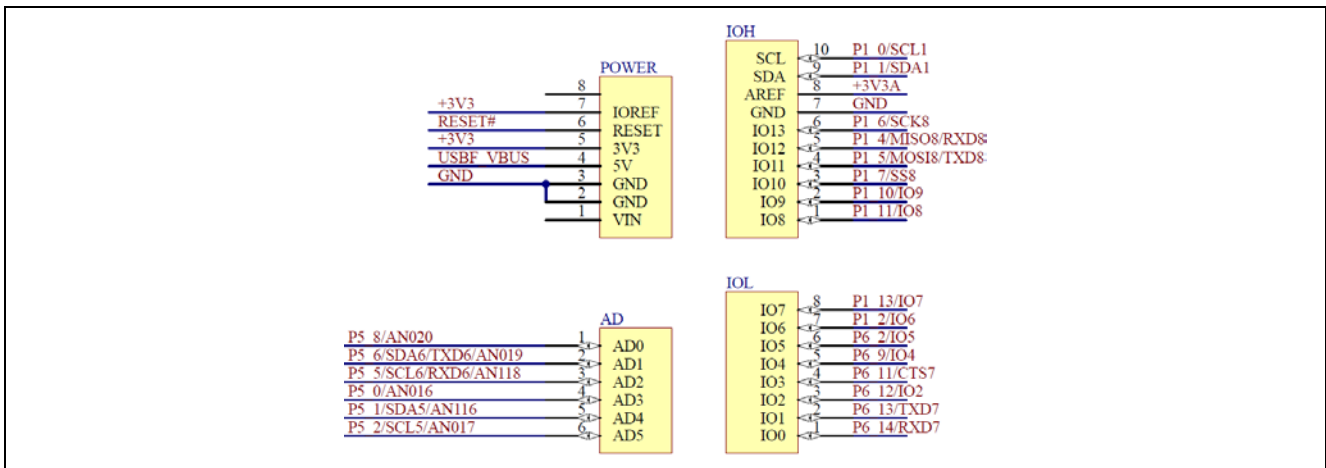 POWER
8
+3V3 7 IOREF
RESET# 6 RESET
+3V3 5 3V3
USBF_VBUS 4 5V
GND 3 GND
2 GND
1 VIN
IOH
SCL 10 P1_0/SCL1
SDA 9 P1_1/SDA1
AREF 8 +3V3A
GND 7 GND
IO13 6 P1_6/SCK8
IO12 5 P1_4/MISO8/RXD8
IO11 4 P1_5/MOSI8/TXD8
IO10 3 P1_7/SS8
IO9 2 P1_10/IO9
IO8 1 P1_11/IO8
AD
P5_8/AN020 1 AD0
P5_6/SDA6/TXD6/AN019 2 AD1
P5_5/SCL6/RXD6/AN118 3 AD2
P5_0/AN016 4 AD3
P5_1/SDA5/AN116 5 AD4
P5_2/SCL5/AN017 6 AD5
IOL
IO7 8 P1_13/IO7
IO6 7 P1_2/IO6
IO5 6 P6_2/IO5
IO4 5 P6_9/IO4
IO3 4 P6_11/CTS7
IO2 3 P6_12/IO2
IO1 2 P6_13/TXD7
IO0 1 P6_14/RXD7